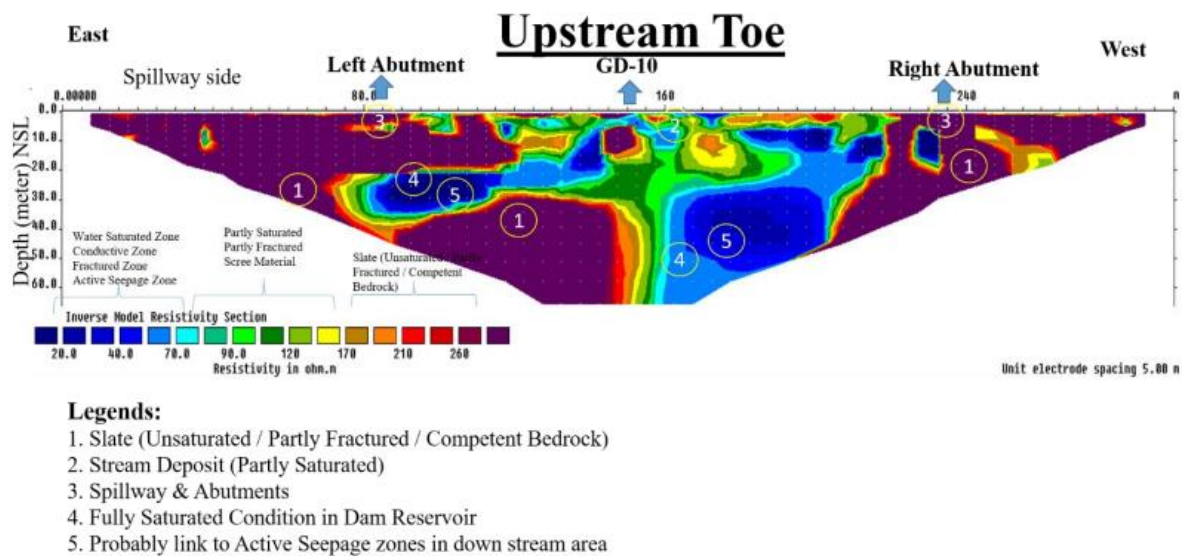 Upstream Toe
East
West
Left Abutment
GD-10
Right Abutment
Spillway side
0.00000
80.0
160
240
m
Depth (meter) NSL
0.0
10.0
20.0
30.0
40.0
50.0
60.0
3
2
3
1
4
5
1
1
4
5
Water Saturated Zone
Conductive Zone
Fractured Zone
Active Seepage Zone
Partly Saturated
Partly Fractured
Scree Material
Slate (Unsaturated / Partly
Fractured / Competent
Bedrock)
Inverse Model Resistivity Section
20.0 40.0 70.0 90.0 120 170 210 260
Resistivity in ohm.m
Unit electrode spacing 5.00 m
Legends:
1. Slate (Unsaturated / Partly Fractured / Competent Bedrock)
2. Stream Deposit (Partly Saturated)
3. Spillway & Abutments
4. Fully Saturated Condition in Dam Reservoir
5. Probably link to Active Seepage zones in down stream area